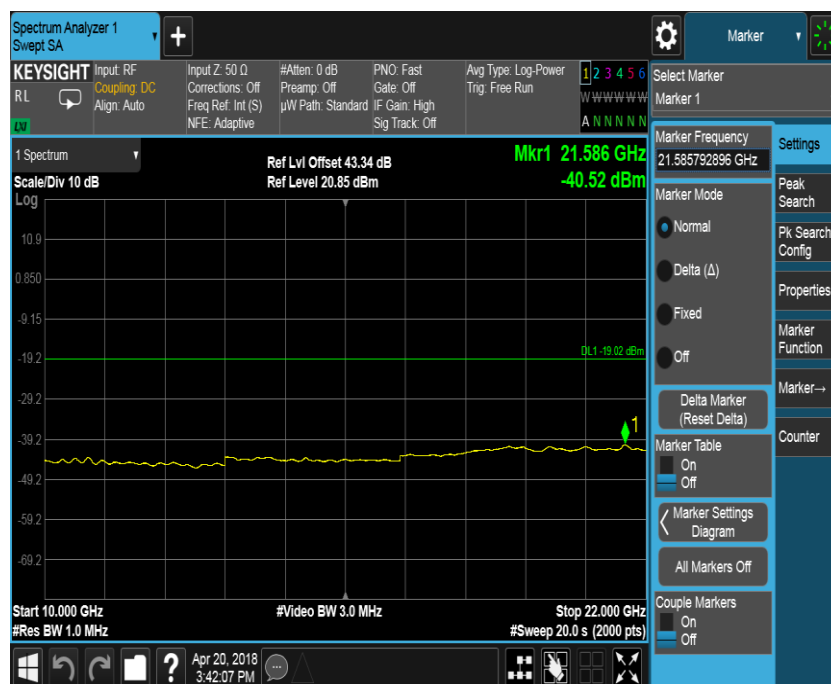 Spectrum Analyzer 1
Swept SA
Marker
KEYSIGHT
R L
LXI
Input: RF
Coupling: DC
Align: Auto
Input Z: 50 Ω
Corrections: Off
Freq Ref: Int (S)
NFE: Adaptive
#Atten: 0 dB
Preamp: Off
µW Path: Standard
PNO: Fast
Gate: Off
IF Gain: High
Sig Track: Off
Avg Type: Log-Power
Trig: Free Run
1 2 3 4 5 6
W W W W W W
A N N N N N
Select Marker
Marker 1
1 Spectrum
Scale/Div 10 dB
Log
Ref Lvl Offset 43.34 dB
Ref Level 20.85 dBm
Mkr1 21.586 GHz
-40.52 dBm
10.9
0.850
-9.15
-19.2
-29.2
-39.2
-49.2
-59.2
-69.2
DL1 -19.02 dBm
1
Start 10.000 GHz
#Res BW 1.0 MHz
#Video BW 3.0 MHz
Stop 22.000 GHz
#Sweep 20.0 s (2000 pts)
Marker Frequency
21.585792896 GHz
Marker Mode
Normal
Delta (Δ)
Fixed
Off
Delta Marker
(Reset Delta)
Marker Table
On
Off
Marker Settings
Diagram
All Markers Off
Couple Markers
On
Off
Settings
Peak
Search
Pk Search
Config
Properties
Marker
Function
Marker→
Counter
?
Apr 20, 2018
3:42:07 PM